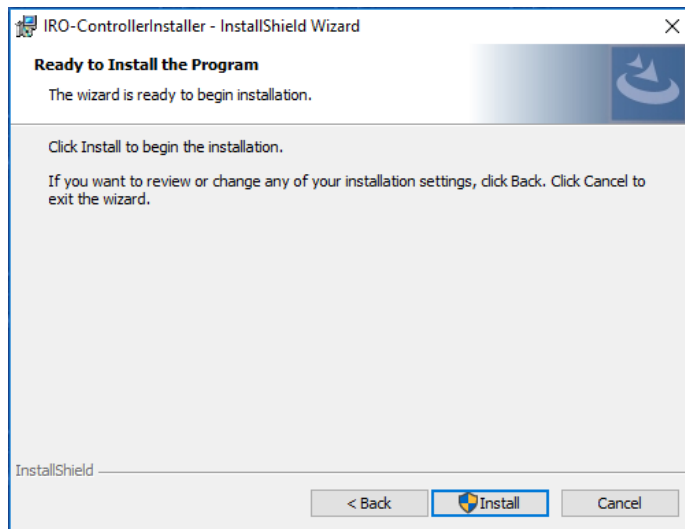 IRO-ControllerInstaller - InstallShield Wizard
Ready to Install the Program
The wizard is ready to begin installation.
Click Install to begin the installation.
If you want to review or change any of your installation settings, click Back. Click Cancel to
exit the wizard.
InstallShield
< Back
Install
Cancel